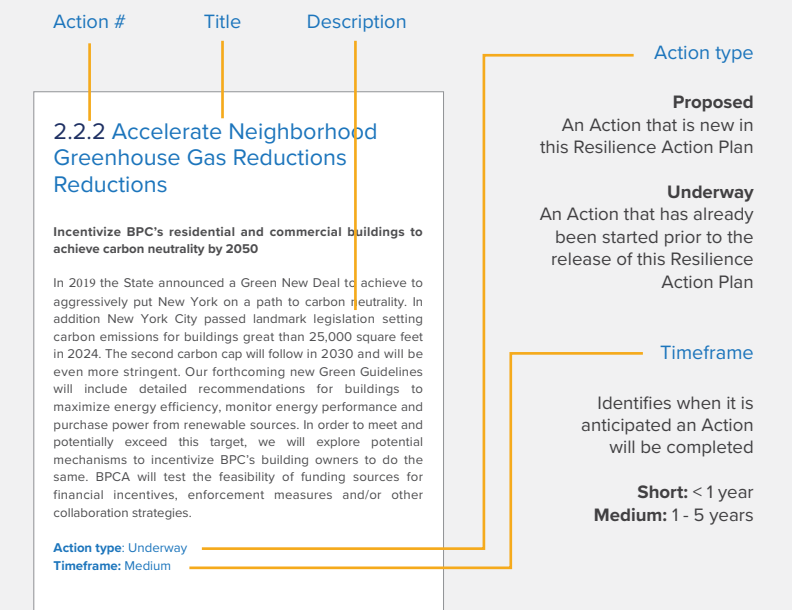 Action #
Title
Description
2.2.2 Accelerate Neighborhood
Greenhouse Gas Reductions
Reductions
Incentivize BPC's residential and commercial buildings to
achieve carbon neutrality by 2050
In 2019 the State announced a Green New Deal to achieve to
aggressively put New York on a path to carbon neutrality. In
addition New York City passed landmark legislation setting
carbon emissions for buildings great than 25,000 square feet
in 2024. The second carbon cap will follow in 2030 and will be
even more stringent. Our forthcoming new Green Guidelines
will include detailed recommendations for buildings to
maximize energy efficiency, monitor energy performance and
purchase power from renewable sources. In order to meet and
potentially exceed this target, we will explore potential
mechanisms to incentivize BPC's building owners to do the
same. BPCA will test the feasibility of funding sources for
financial incentives, enforcement measures and/or other
collaboration strategies.
Action type: Underway
Timeframe: Medium
Action type
Proposed
An Action that is new in
this Resilience Action Plan
Underway
An Action that has already
been started prior to the
release of this Resilience
Action Plan
Timeframe
Identifies when it is
anticipated an Action
will be completed
Short: < 1 year
Medium: 1 - 5 years